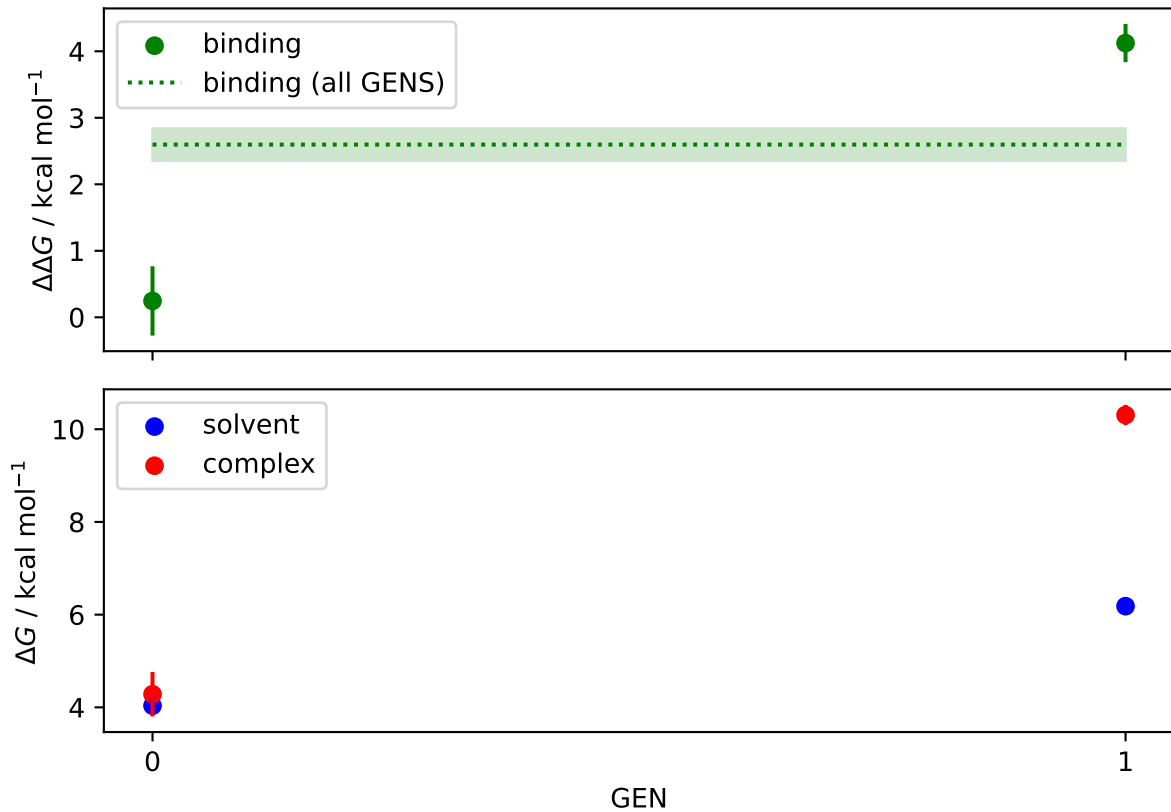 binding
binding (all GENS)
4
3
2
1
0
ΔΔG / kcal mol⁻¹
solvent
complex
10
8
6
4
ΔG / kcal mol⁻¹
0 1
GEN